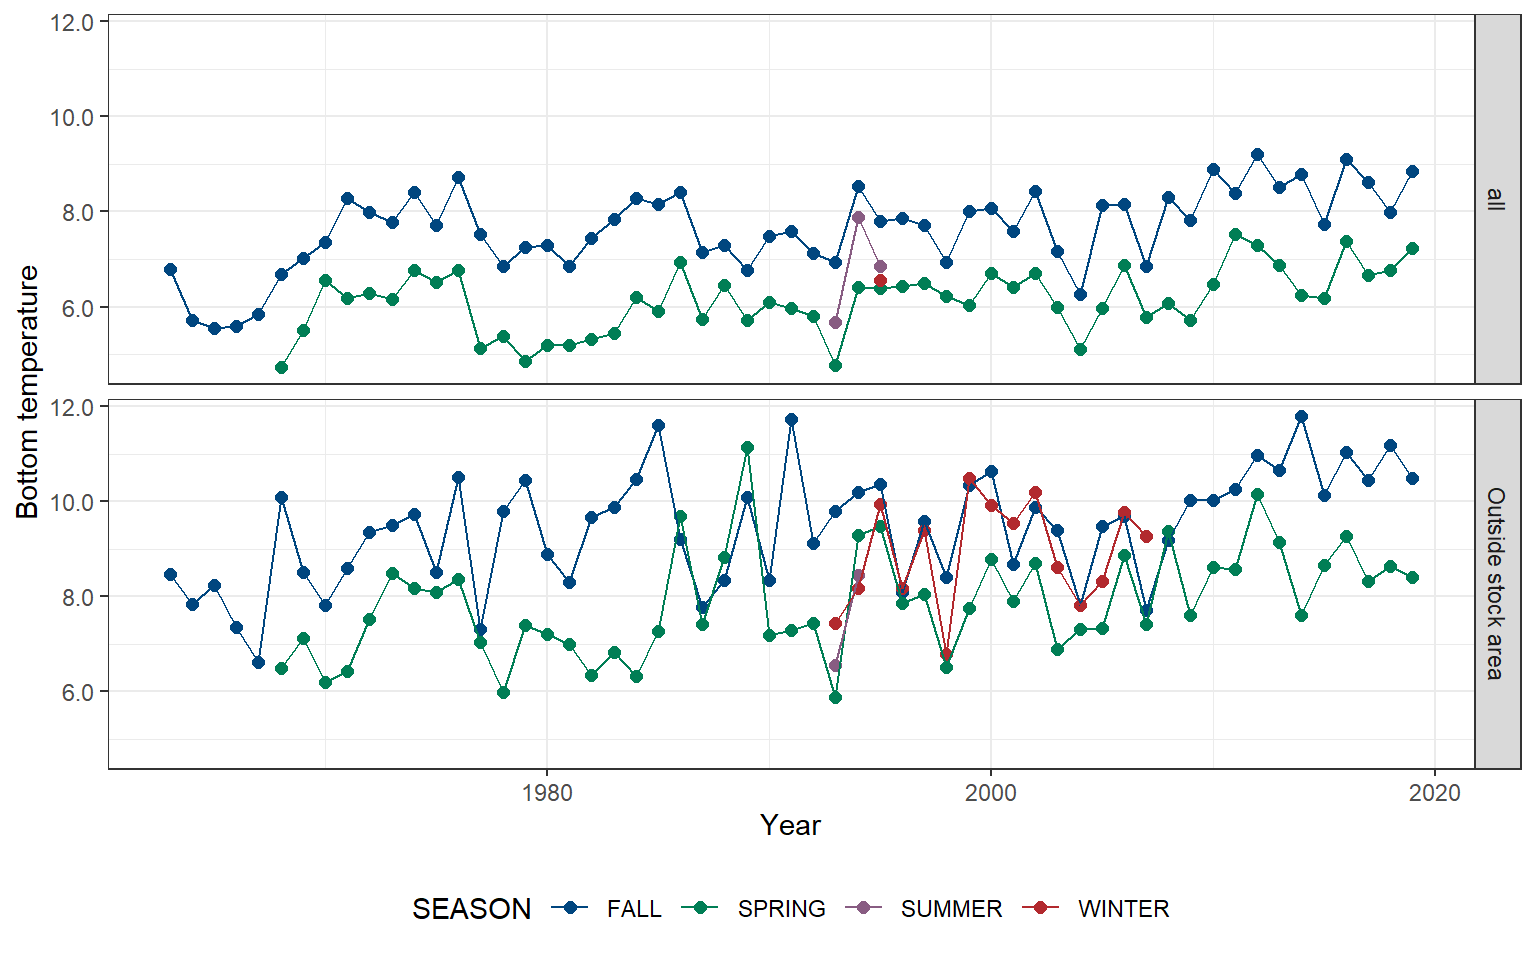 12.0
10.0
8.0
6.0
all
12.0
10.0
8.0
6.0
Outside stock area
Bottom temperature
1980 2000 2020
Year
SEASON FALL SPRING SUMMER WINTER